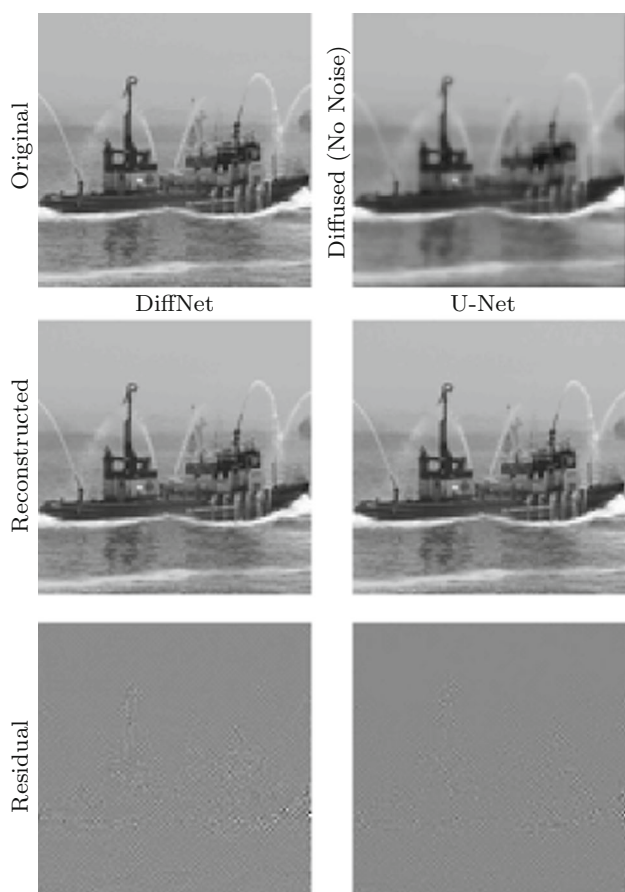 Original
Diffused (No Noise)
DiffNet
U-Net
Reconstructed
Residual